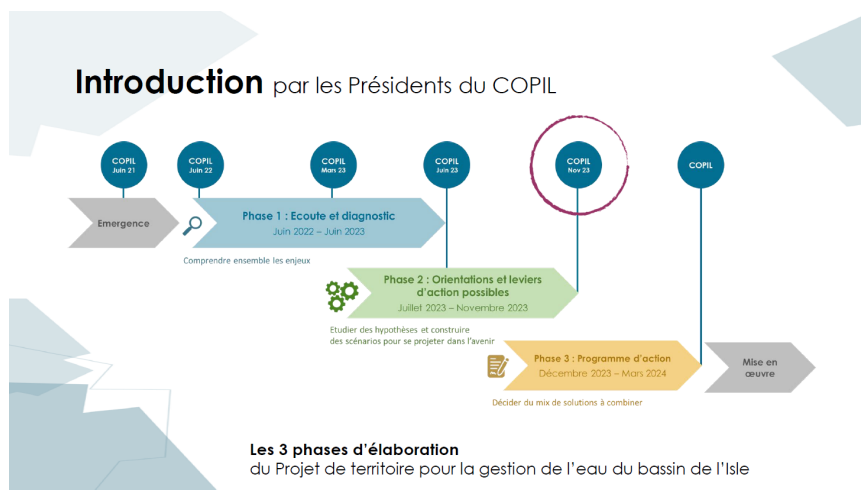 Introduction par les Présidents du COPIL
COPIL
Juin 21
COPIL
Juin 22
COPIL
Mars 23
COPIL
Juin 23
COPIL
Nov 23
COPIL
Emergence
Phase 1 : Ecoute et diagnostic
Juin 2022 – Juin 2023
Comprendre ensemble les enjeux
Phase 2 : Orientations et leviers
d'action possibles
Juillet 2023 – Novembre 2023
Etudier des hypothèses et construire
des scénarios pour se projeter dans l'avenir
Phase 3 : Programme d'action
Décembre 2023 – Mars 2024
Mise en
œuvre
Décider du mix de solutions à combiner
Les 3 phases d'élaboration
du Projet de territoire pour la gestion de l'eau du bassin de l'Isle